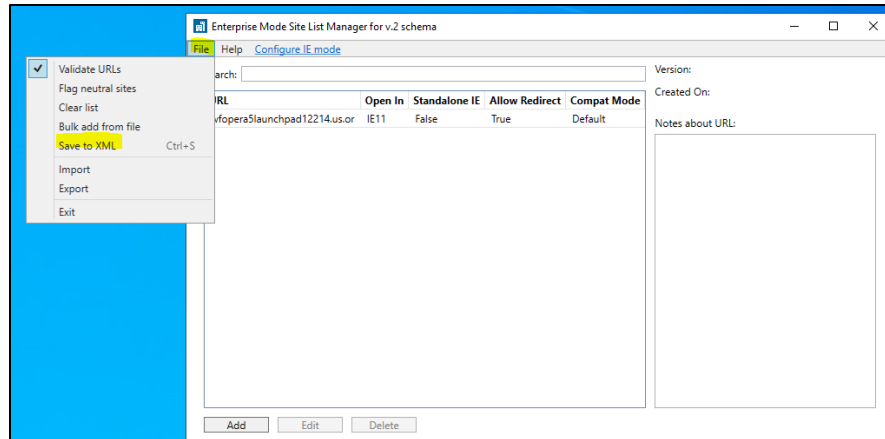 Enterprise Mode Site List Manager for v.2 schema
File Help Configure IE mode
Validate URLs
Flag neutral sites
Clear list
Bulk add from file
Save to XML Ctrl+S
Import
Export
Exit
arch:
RL Open In Standalone IE Allow Redirect Compat Mode
vfopera5launchpad12214.us.or IE11 False True Default
Version:
Created On:
Notes about URL:
Add Edit Delete